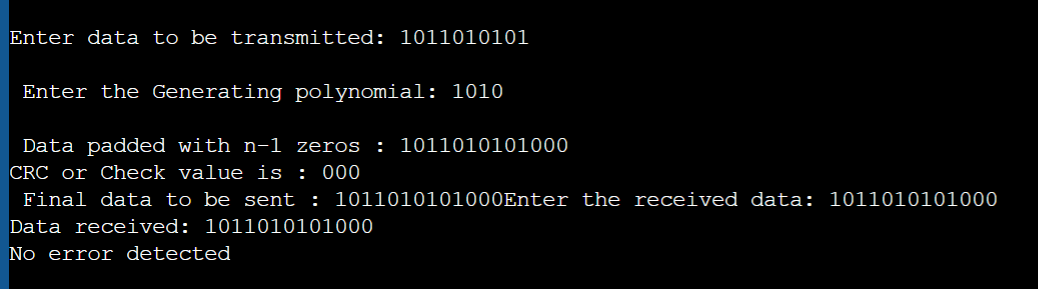 Enter data to be transmitted: 1011010101
Enter the Generating polynomial: 1010
Data padded with n-1 zeros : 1011010101000
CRC or Check value is : 000
Final data to be sent : 1011010101000Enter the received data: 1011010101000
Data received: 1011010101000
No error detected